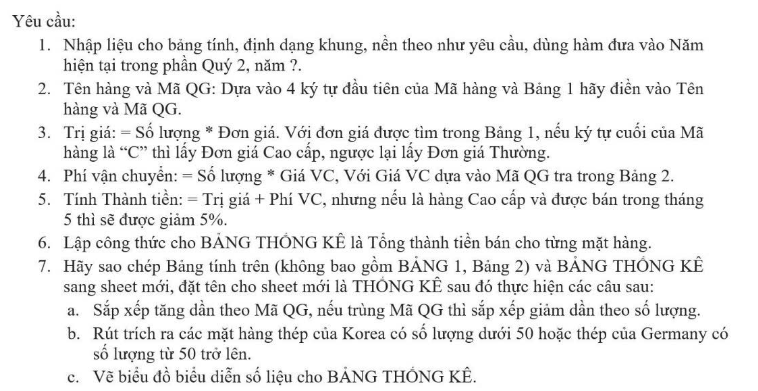 Yêu cầu:
1. Nhập liệu cho bảng tính, định dạng khung, nền theo như yêu cầu, dùng hàm đưa vào Năm
hiện tại trong phần Quý 2, năm ?.
2. Tên hàng và Mã QG: Dựa vào 4 ký tự đầu tiên của Mã hàng và Bảng 1 hãy điền vào Tên
hàng và Mã QG.
3. Trị giá: = Số lượng * Đơn giá. Với đơn giá được tìm trong Bảng 1, nếu ký tự cuối của Mã
hàng là “C” thì lấy Đơn giá Cao cấp, ngược lại lấy Đơn giá Thường.
4. Phí vận chuyển: = Số lượng * Giá VC, Với Giá VC dựa vào Mã QG tra trong Bảng 2.
5. Tính Thành tiền: = Trị giá + Phí VC, nhưng nếu là hàng Cao cấp và được bán trong tháng
5 thì sẽ được giảm 5%.
6. Lập công thức cho BẢNG THỐNG KÊ là Tổng thành tiền bán cho từng mặt hàng.
7. Hãy sao chép Bảng tính trên (không bao gồm BẢNG 1, Bảng 2) và BẢNG THỐNG KÊ
sang sheet mới, đặt tên cho sheet mới là THỐNG KÊ sau đó thực hiện các câu sau:
a. Sắp xếp tăng dần theo Mã QG, nếu trùng Mã QG thì sắp xếp giảm dần theo số lượng.
b. Rút trích ra các mặt hàng thép của Korea có số lượng dưới 50 hoặc thép của Germany có
số lượng từ 50 trở lên.
c. Vẽ biểu đồ biểu diễn số liệu cho BẢNG THỐNG KÊ.